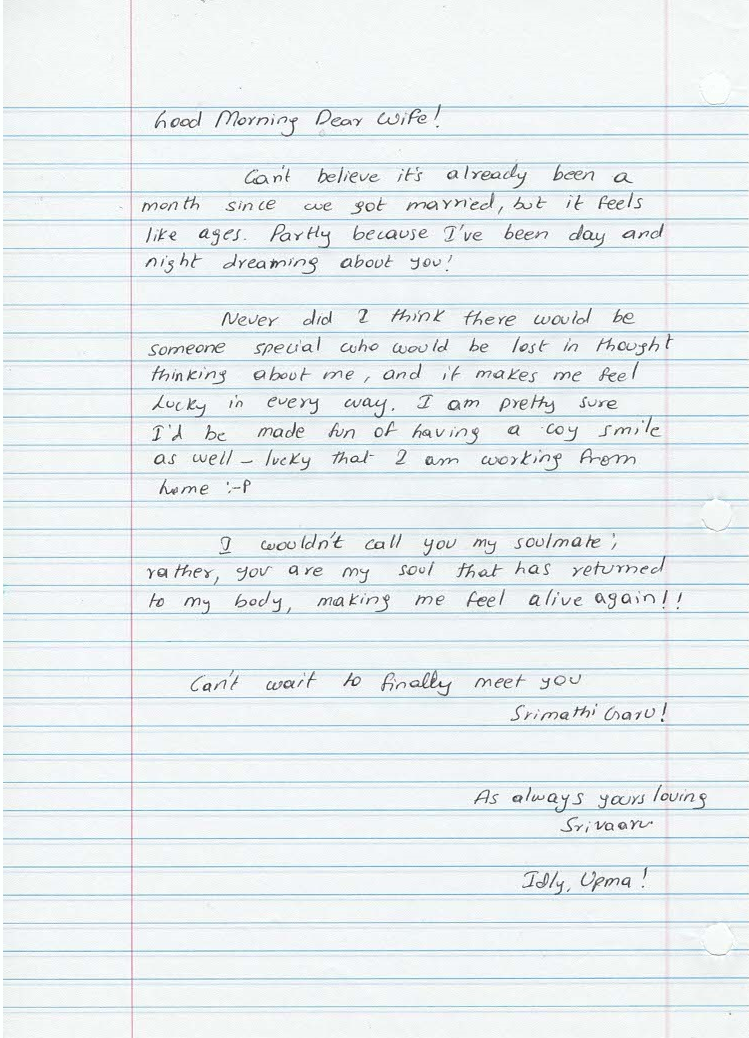 Good Morning Dear Wife!
Can't believe it's already been a
month since we got married, but it feels
like ages. Partly because I've been day and
night dreaming about you!
Never did I think there would be
someone special who would be lost in thought
thinking about me, and it makes me feel
Lucky in every way. I am pretty sure
I'd be made fun of having a coy smile
as well - lucky that I am working from
home :-P
I wouldn't call you my soulmate;
rather, you are my soul that has returned
to my body, making me feel alive again!!
Can't wait to finally meet you
Srimathi Garu!
As always yours loving
Srivaaru
Idly, Upma!